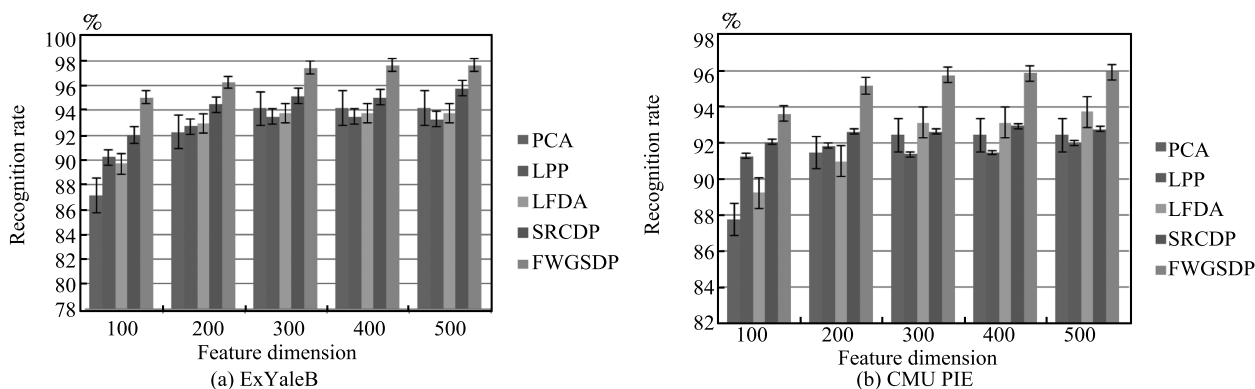 %
100
98
96
94
92
90
88
86
84
82
80
78
Recognition rate
100 200 300 400 500
Feature dimension
(a) ExYaleB
PCA
LPP
LFDA
SRCDP
FWGSDP
%
98
96
94
92
90
88
86
84
82
Recognition rate
100 200 300 400 500
Feature dimension
(b) CMU PIE
PCA
LPP
LFDA
SRCDP
FWGSDP